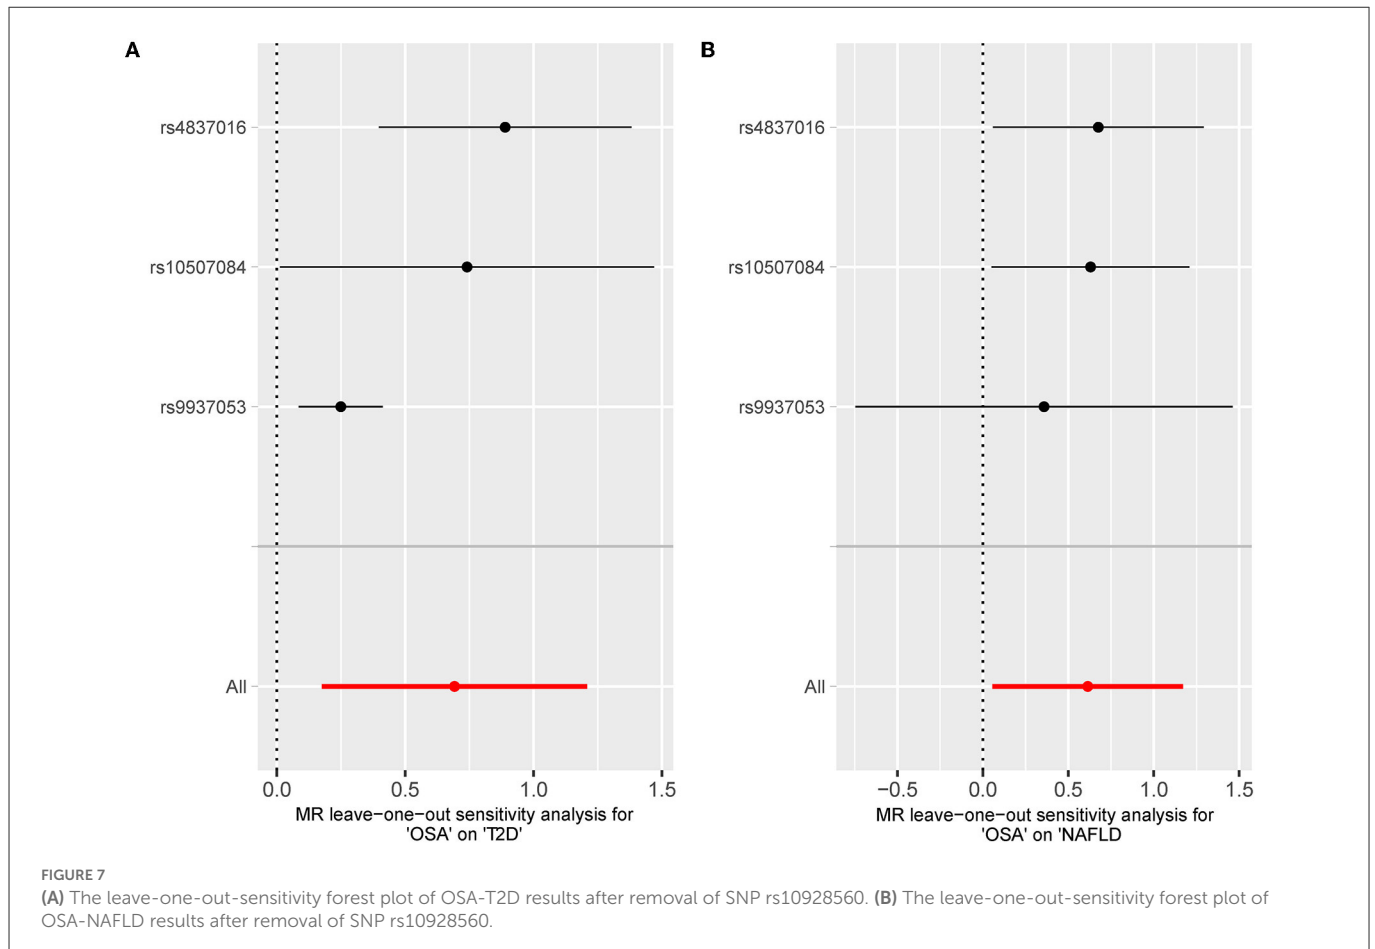 A
rs4837016
rs10507084
rs9937053
All
0.0 0.5 1.0 1.5
MR leave−one−out sensitivity analysis for
'OSA' on 'T2D'
B
rs4837016
rs10507084
rs9937053
All
−0.5 0.0 0.5 1.0 1.5
MR leave−one−out sensitivity analysis for
'OSA' on 'NAFLD
FIGURE 7
(A) The leave-one-out-sensitivity forest plot of OSA-T2D results after removal of SNP rs10928560. (B) The leave-one-out-sensitivity forest plot of
OSA-NAFLD results after removal of SNP rs10928560.